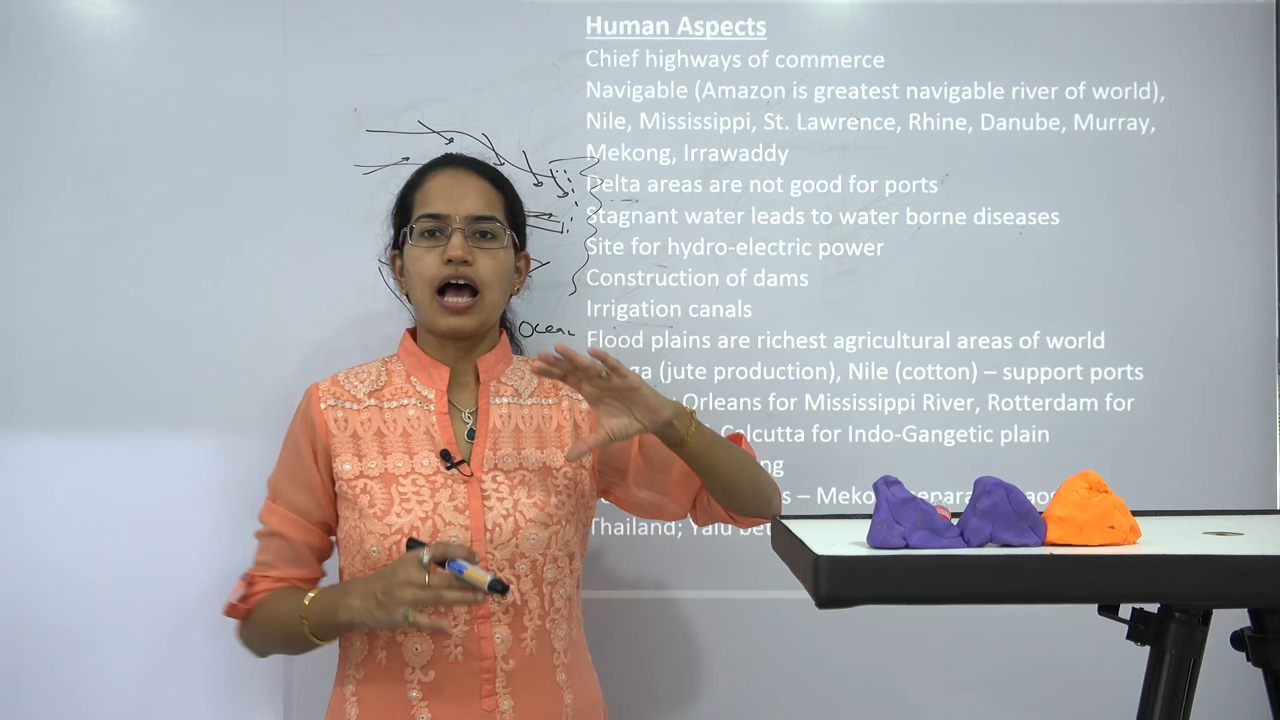 Human Aspects
Chief highways of commerce
Navigable (Amazon is greatest navigable river of world),
Nile, Mississippi, St. Lawrence, Rhine, Danube, Murray,
Mekong, Irrawaddy
Delta areas are not good for ports
Stagnant water leads to water borne diseases
Site for hydro-electric power
Construction of dams
Irrigation canals
Ocean
Flood plains are richest agricultural areas of world
(jute production), Nile (cotton) – support ports
Orleans for Mississippi River, Rotterdam for
Calcutta for Indo-Gangetic plain
Thailand; Yalu